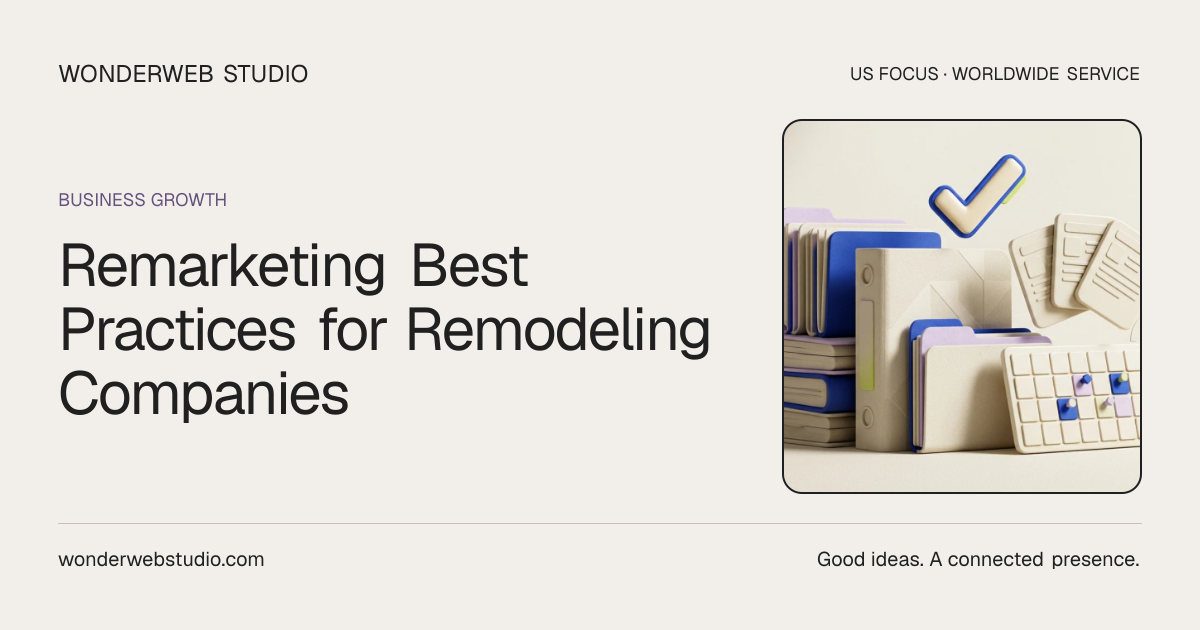 WONDERWEB STUDIO
US FOCUS · WORLDWIDE SERVICE
BUSINESS GROWTH
Remarketing Best
Practices for Remodeling
Companies
wonderwebstudio.com
Good ideas. A connected presence.